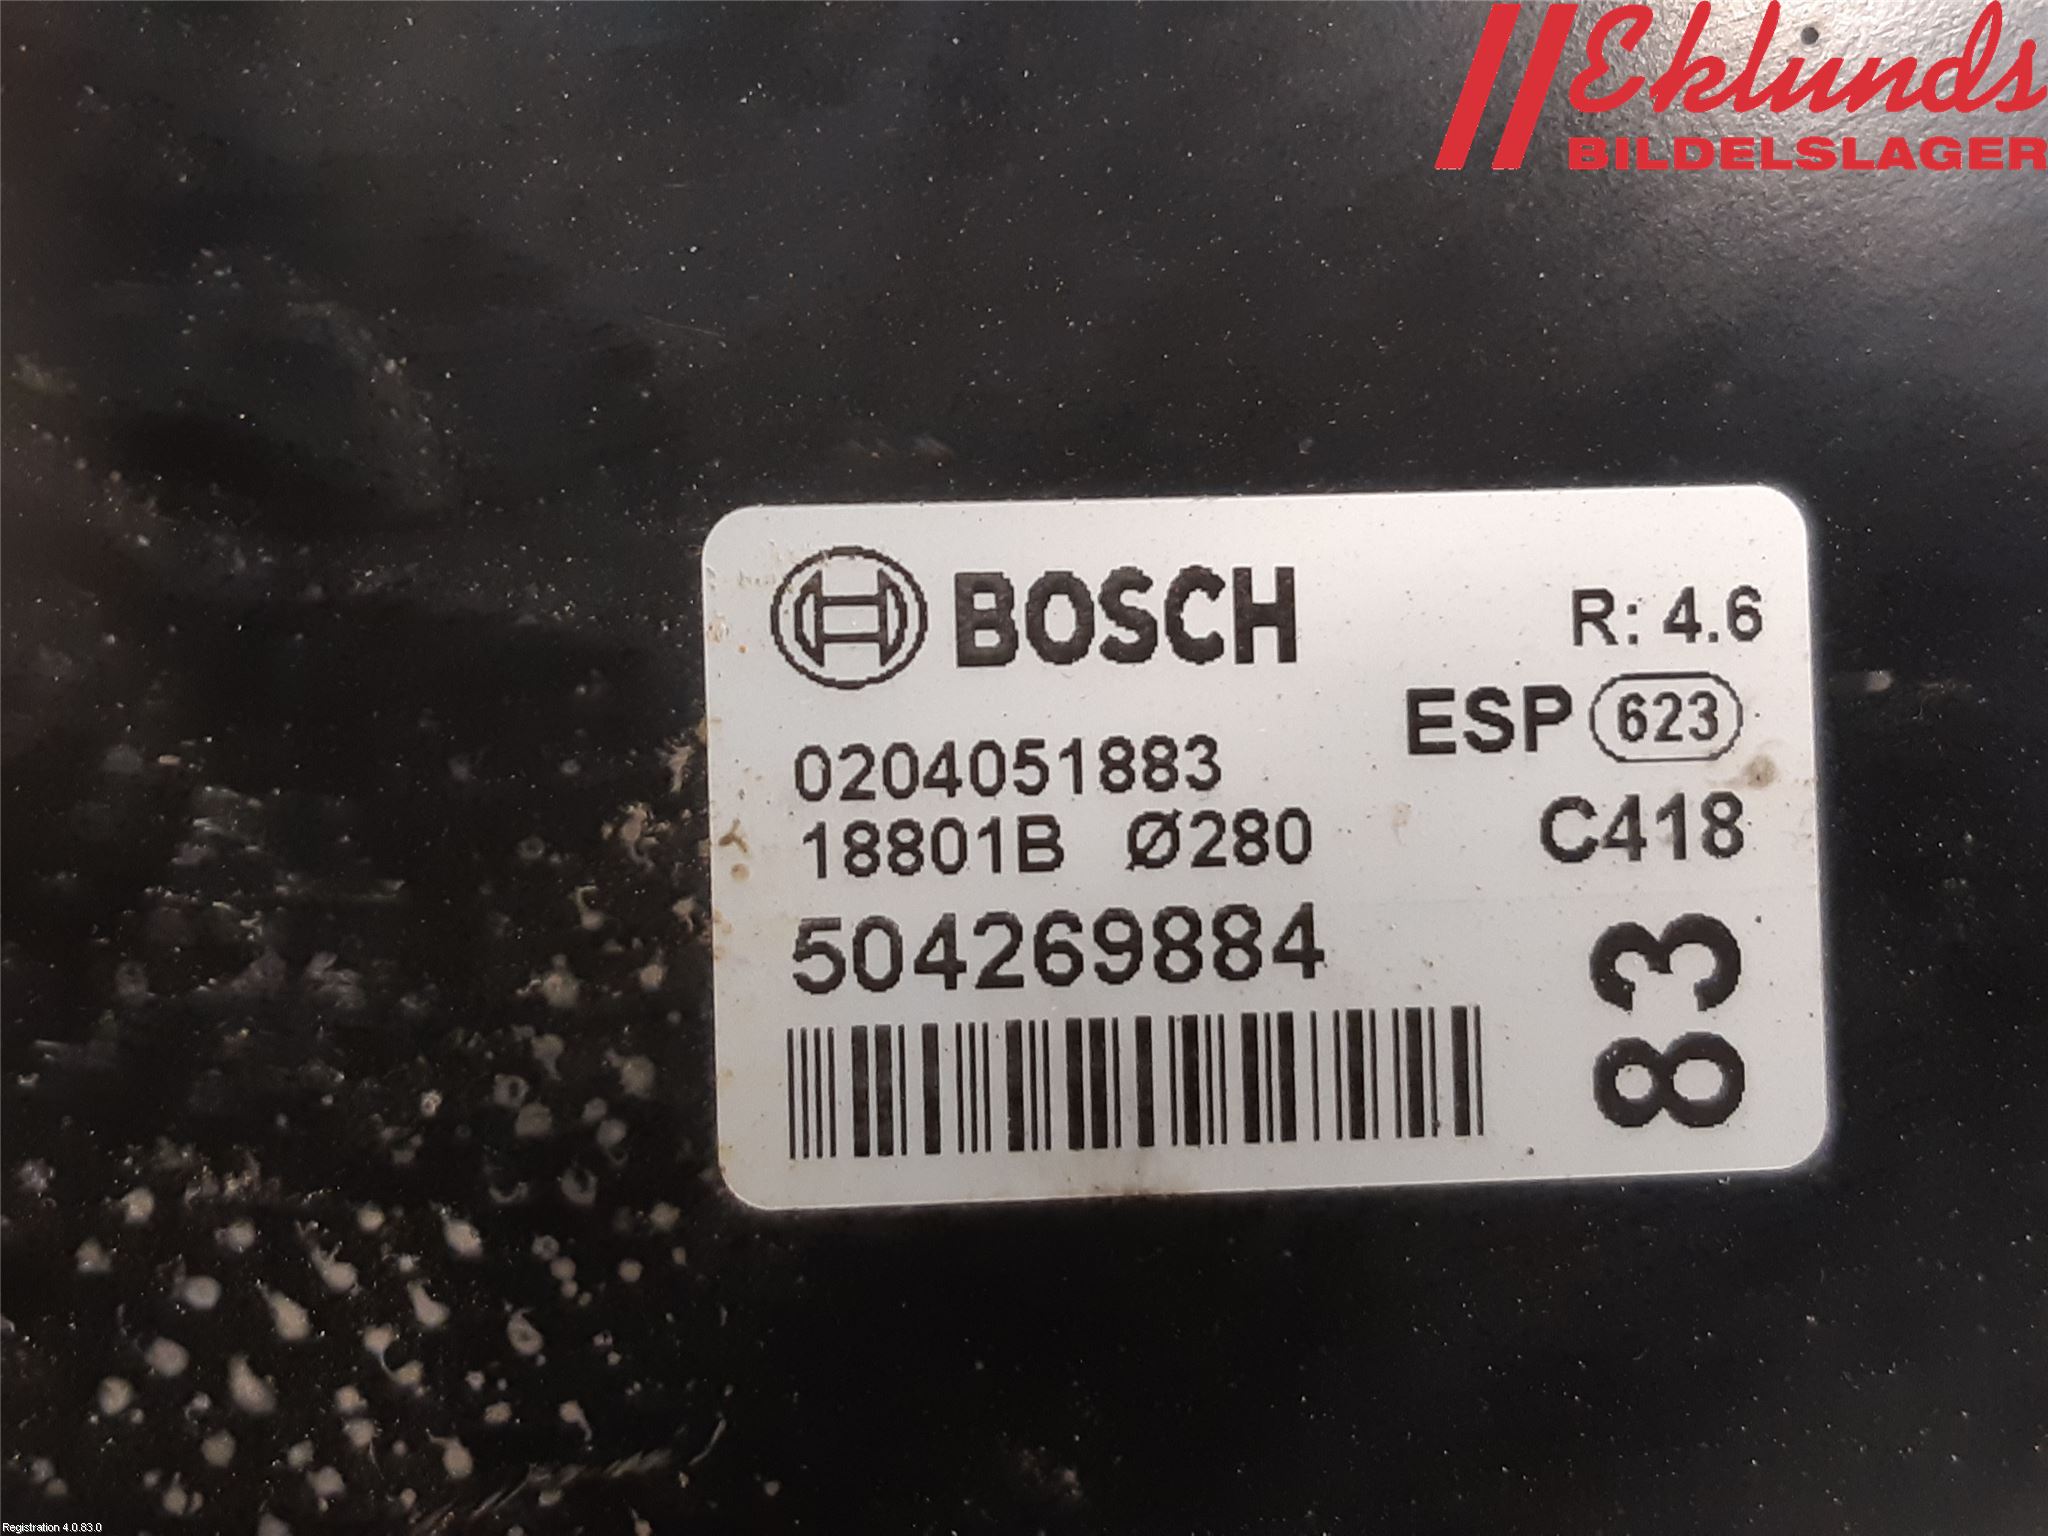 Eklunds
BILDELSLAGER
BOSCH
R: 4.6
ESP 623
0204051883
18801B Ø280
C418
504269884
83
Registration 4.0.83.0